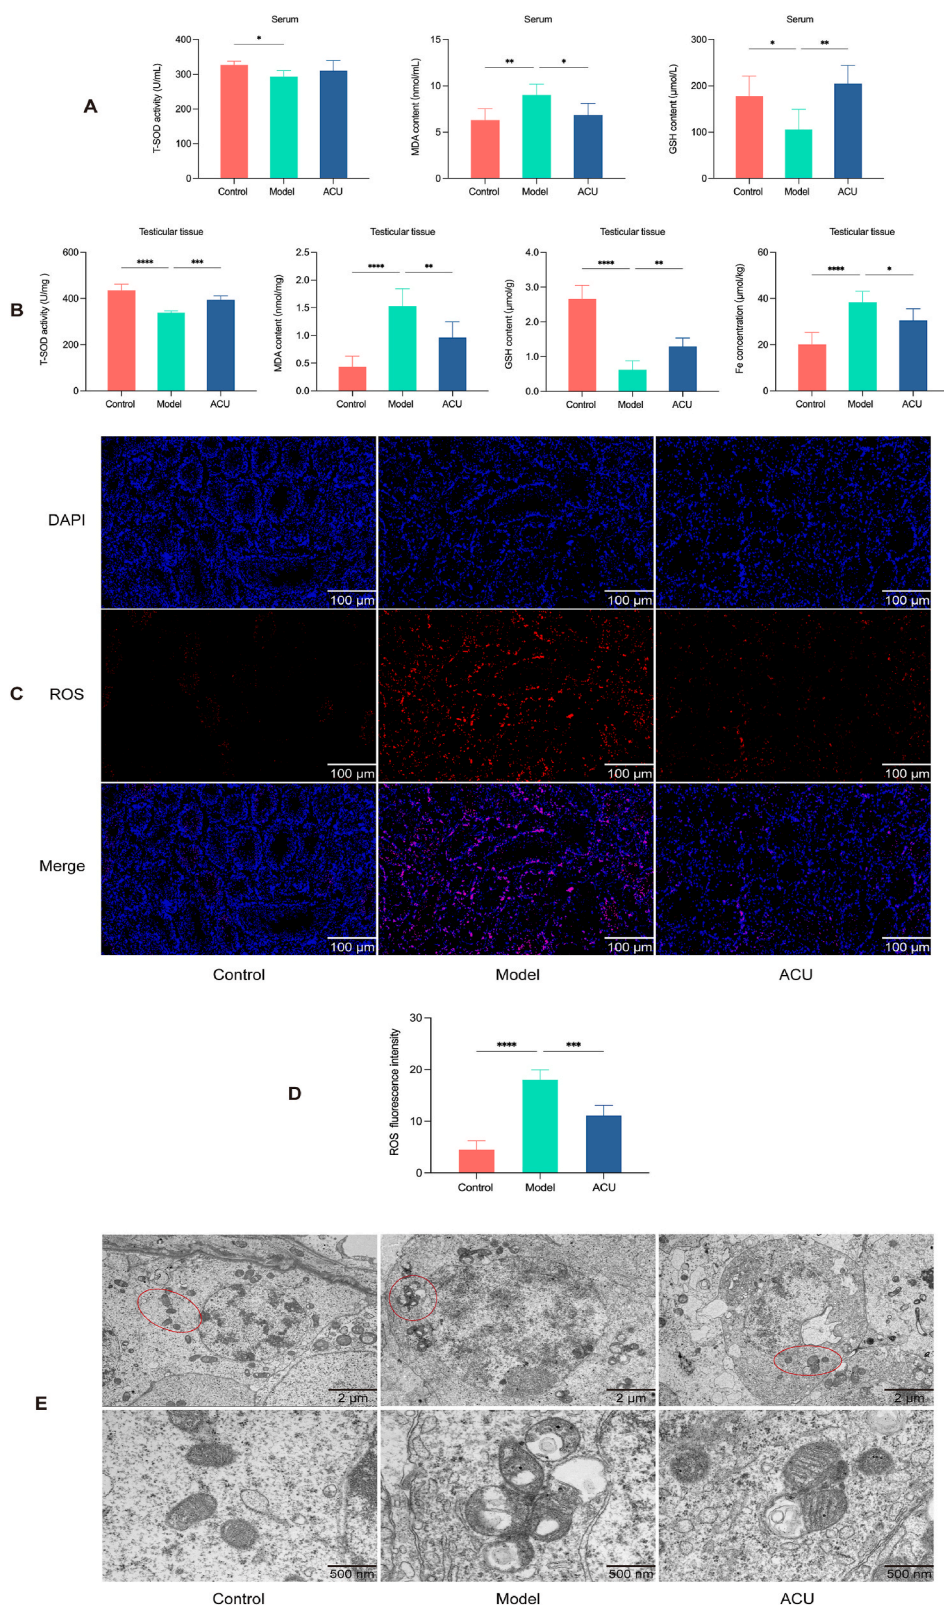 Serum
Serum
Serum
A
T-SOD activity (U/mL)
400
300
200
100
0
*
Control
Model
ACU
MDA content (nmol/mL)
15
10
5
0
**
*
Control
Model
ACU
GSH content (µmol/L)
300
200
100
0
*
**
Control
Model
ACU
B
Testicular tissue
T-SOD activity (U/mg )
600
400
200
0
****
***
Control
Model
ACU
Testicular tissue
MDA content (nmol/mg)
2.5
2.0
1.5
1.0
0.5
0.0
****
**
Control
Model
ACU
Testicular tissue
GSH content (µmol/g)
4.0
3.0
2.0
1.0
0.0
****
**
Control
Model
ACU
Testicular tissue
Fe concentration (µmol/kg)
60
40
20
0
****
*
Control
Model
ACU
C
DAPI
100 µm
100 µm
100 µm
ROS
100 µm
100 µm
100 µm
Merge
100 µm
100 µm
100 µm
Control
Model
ACU
D
ROS fluorescence intensity
30
20
10
0
****
***
Control
Model
ACU
E
2 µm
2 µm
2 µm
500 nm
500 nm
500 nm
Control
Model
ACU